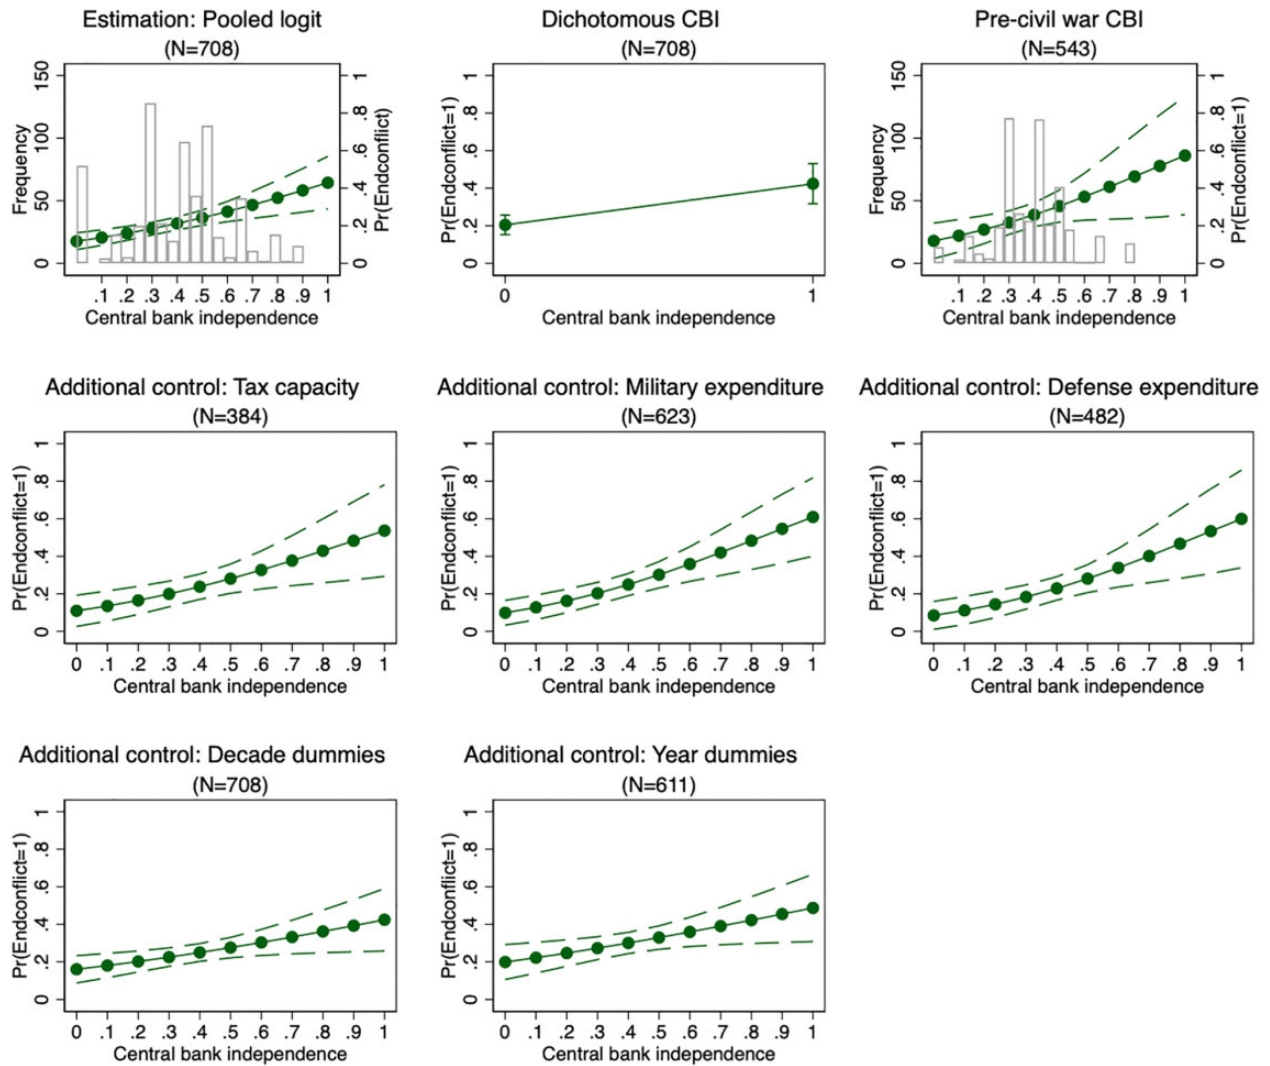 Estimation: Pooled logit
(N=708)
Frequency
0 50 100 150
Pr(Endconflict)
0 .2 .4 .6 .8 1
.1 .2 .3 .4 .5 .6 .7 .8 .9 1
Central bank independence
Dichotomous CBI
(N=708)
Pr(Endconflict=1)
0 .2 .4 .6 .8 1
0 1
Central bank independence
Pre-civil war CBI
(N=543)
Frequency
0 50 100 150
Pr(Endconflict=1)
0 .2 .4 .6 .8 1
.1 .2 .3 .4 .5 .6 .7 .8 .9 1
Central bank independence
Additional control: Tax capacity
(N=384)
Pr(Endconflict=1)
0 .2 .4 .6 .8 1
0 .1 .2 .3 .4 .5 .6 .7 .8 .9 1
Central bank independence
Additional control: Military expenditure
(N=623)
Pr(Endconflict=1)
0 .2 .4 .6 .8 1
0 .1 .2 .3 .4 .5 .6 .7 .8 .9 1
Central bank independence
Additional control: Defense expenditure
(N=482)
Pr(Endconflict=1)
0 .2 .4 .6 .8 1
0 .1 .2 .3 .4 .5 .6 .7 .8 .9 1
Central bank independence
Additional control: Decade dummies
(N=708)
Pr(Endconflict=1)
0 .2 .4 .6 .8 1
0 .1 .2 .3 .4 .5 .6 .7 .8 .9 1
Central bank independence
Additional control: Year dummies
(N=611)
Pr(Endconflict=1)
0 .2 .4 .6 .8 1
0 .1 .2 .3 .4 .5 .6 .7 .8 .9 1
Central bank independence